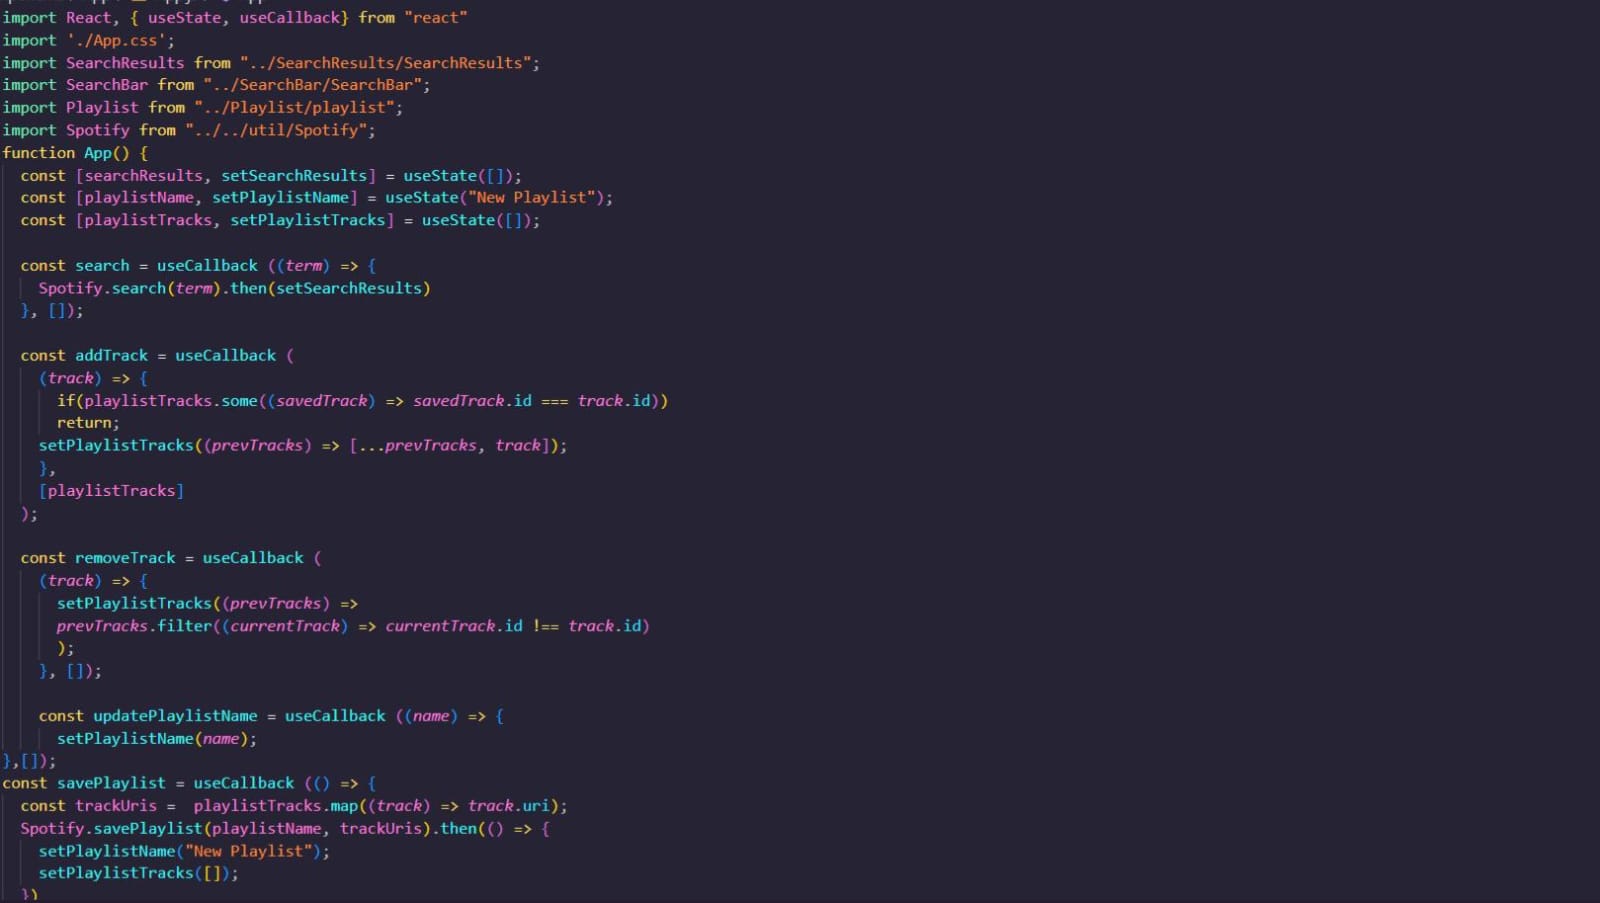 import React, { useState, useCallback} from "react"
import './App.css';
import SearchResults from "../SearchResults/SearchResults";
import SearchBar from "../SearchBar/SearchBar";
import Playlist from "../Playlist/playlist";
import Spotify from "../../util/Spotify";
function App() {
  const [searchResults, setSearchResults] = useState([]);
  const [playlistName, setPlaylistName] = useState("New Playlist");
  const [playlistTracks, setPlaylistTracks] = useState([]);

  const search = useCallback ((term) => {
    Spotify.search(term).then(setSearchResults)
  }, []);

  const addTrack = useCallback (
    (track) => {
      if(playlistTracks.some((savedTrack) => savedTrack.id === track.id))
      return;
    setPlaylistTracks((prevTracks) => [...prevTracks, track]);
    },
    [playlistTracks]
  );

  const removeTrack = useCallback (
    (track) => {
      setPlaylistTracks((prevTracks) =>
      prevTracks.filter((currentTrack) => currentTrack.id !== track.id)
      );
    }, []);

    const updatePlaylistName = useCallback ((name) => {
      setPlaylistName(name);
},[]);
const savePlaylist = useCallback (() => {
  const trackUris =  playlistTracks.map((track) => track.uri);
  Spotify.savePlaylist(playlistName, trackUris).then(() => {
    setPlaylistName("New Playlist");
    setPlaylistTracks([]);
  })